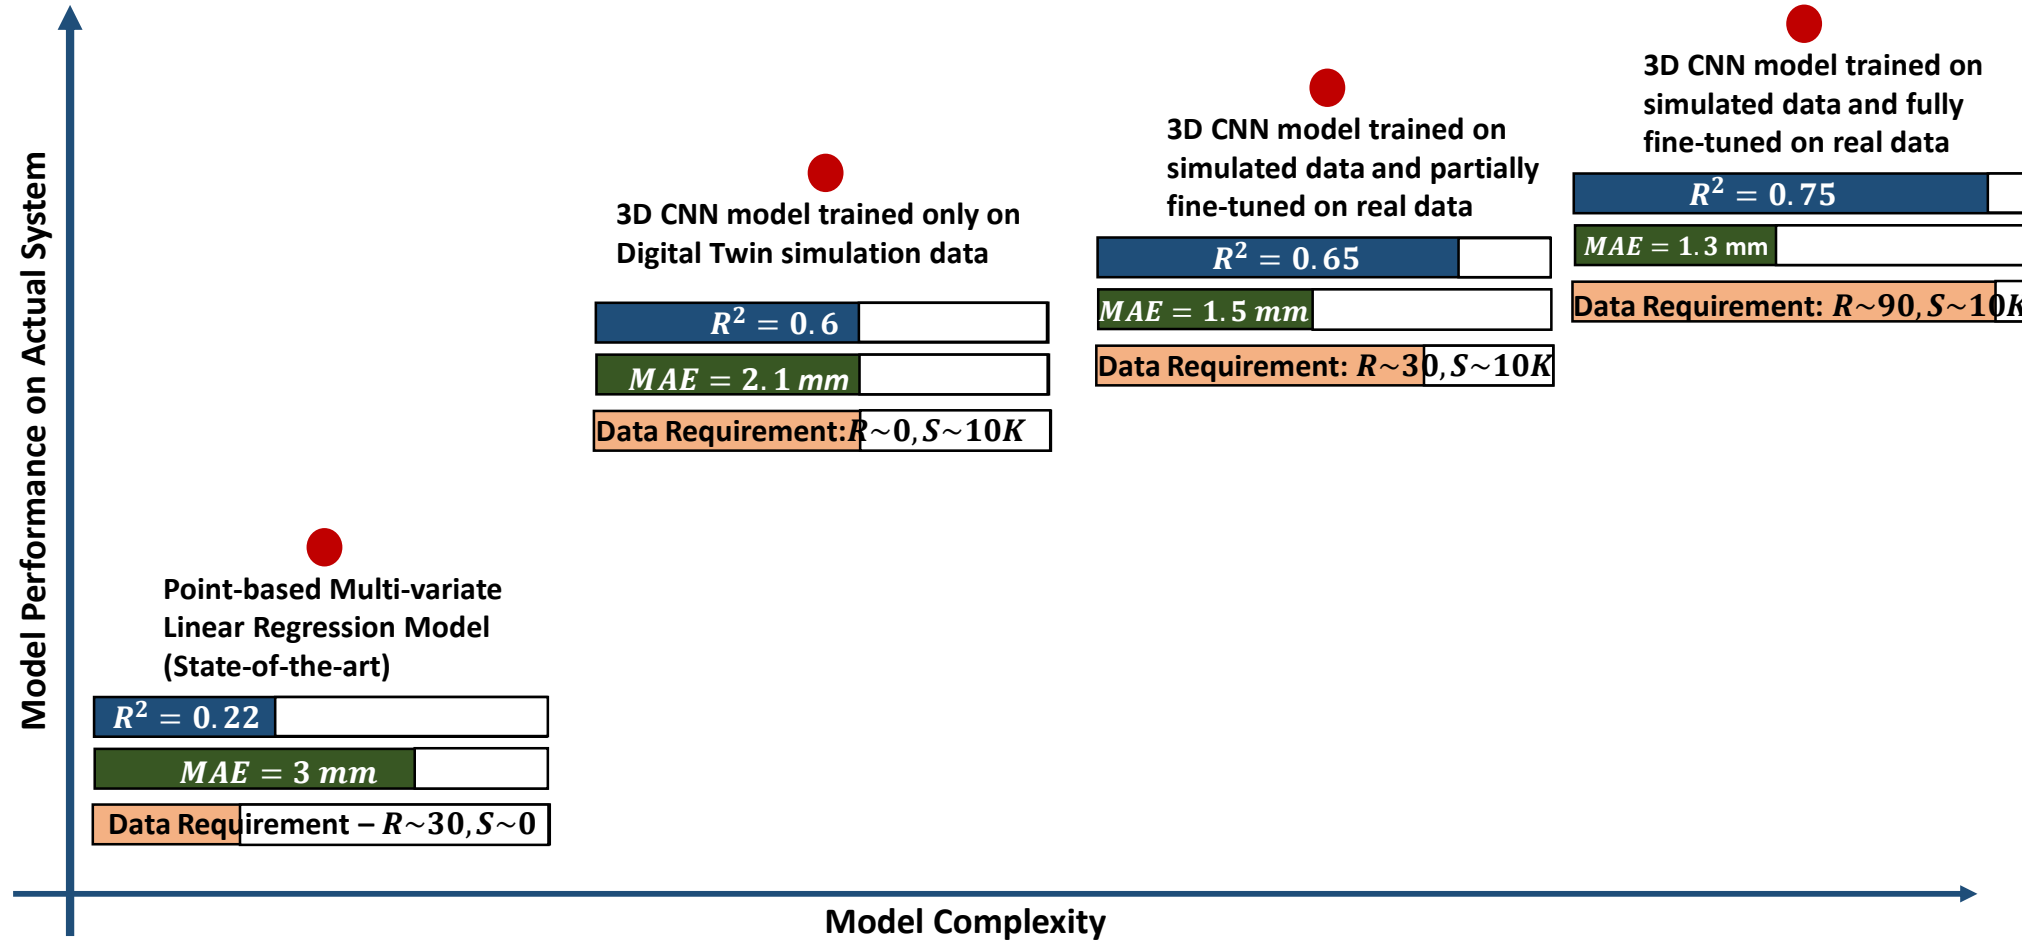 Model Performance on Actual System
3D CNN model trained on
simulated data and fully
fine-tuned on real data
R² = 0.75
MAE = 1.3 mm
Data Requirement: R~90, S~10K
3D CNN model trained on
simulated data and partially
fine-tuned on real data
R² = 0.65
MAE = 1.5 mm
Data Requirement: R~30, S~10K
3D CNN model trained only on
Digital Twin simulation data
R² = 0.6
MAE = 2.1 mm
Data Requirement:R~0, S~10K
Point-based Multi-variate
Linear Regression Model
(State-of-the-art)
R² = 0.22
MAE = 3 mm
Data Requirement – R~30, S~0
Model Complexity